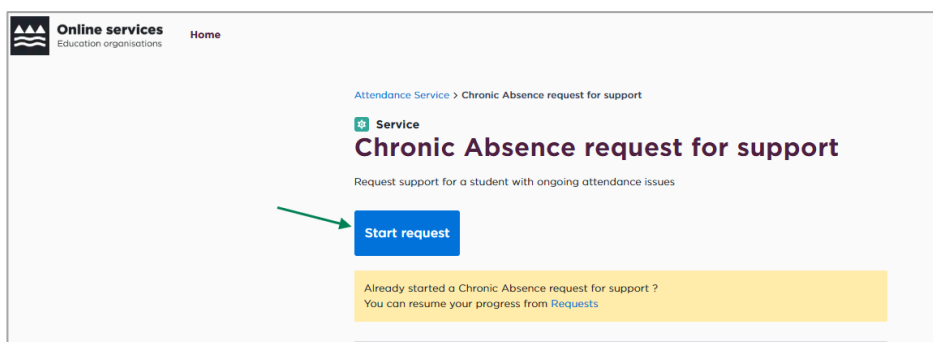 Online services
Education organisations
Home
Attendance Service > Chronic Absence request for support
Service
Chronic Absence request for support
Request support for a student with ongoing attendance issues
Start request
Already started a Chronic Absence request for support ?
You can resume your progress from Requests